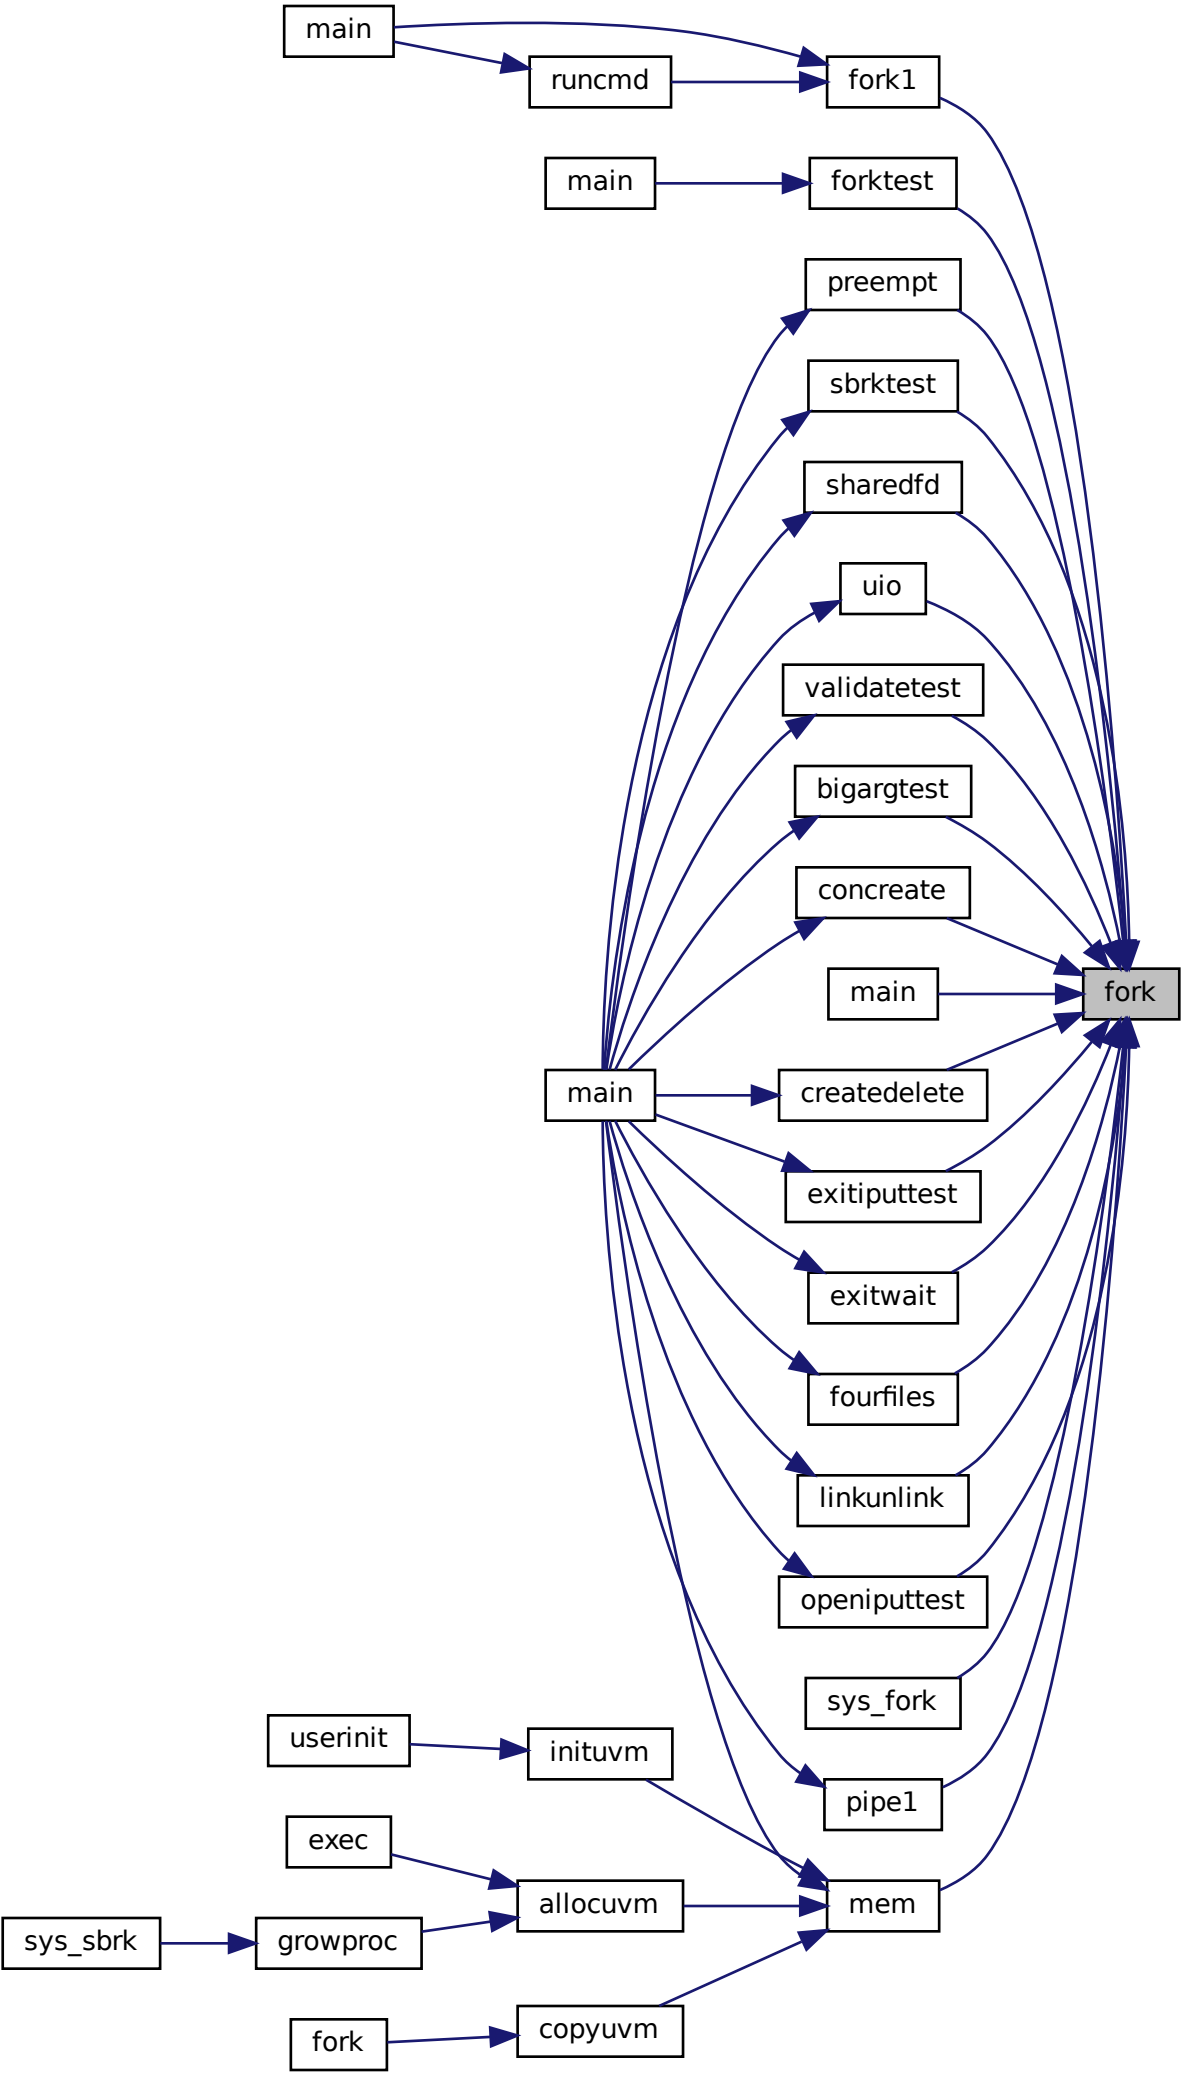 main
runcmd
fork1
main
forktest
preempt
sbrktest
sharedfd
uio
validatetest
bigargtest
concreate
main
fork
main
createdelete
exitiputtest
exitwait
fourfiles
linkunlink
openiputtest
sys_fork
userinit
inituvm
pipe1
exec
allocuvm
mem
sys_sbrk
growproc
fork
copyuvm